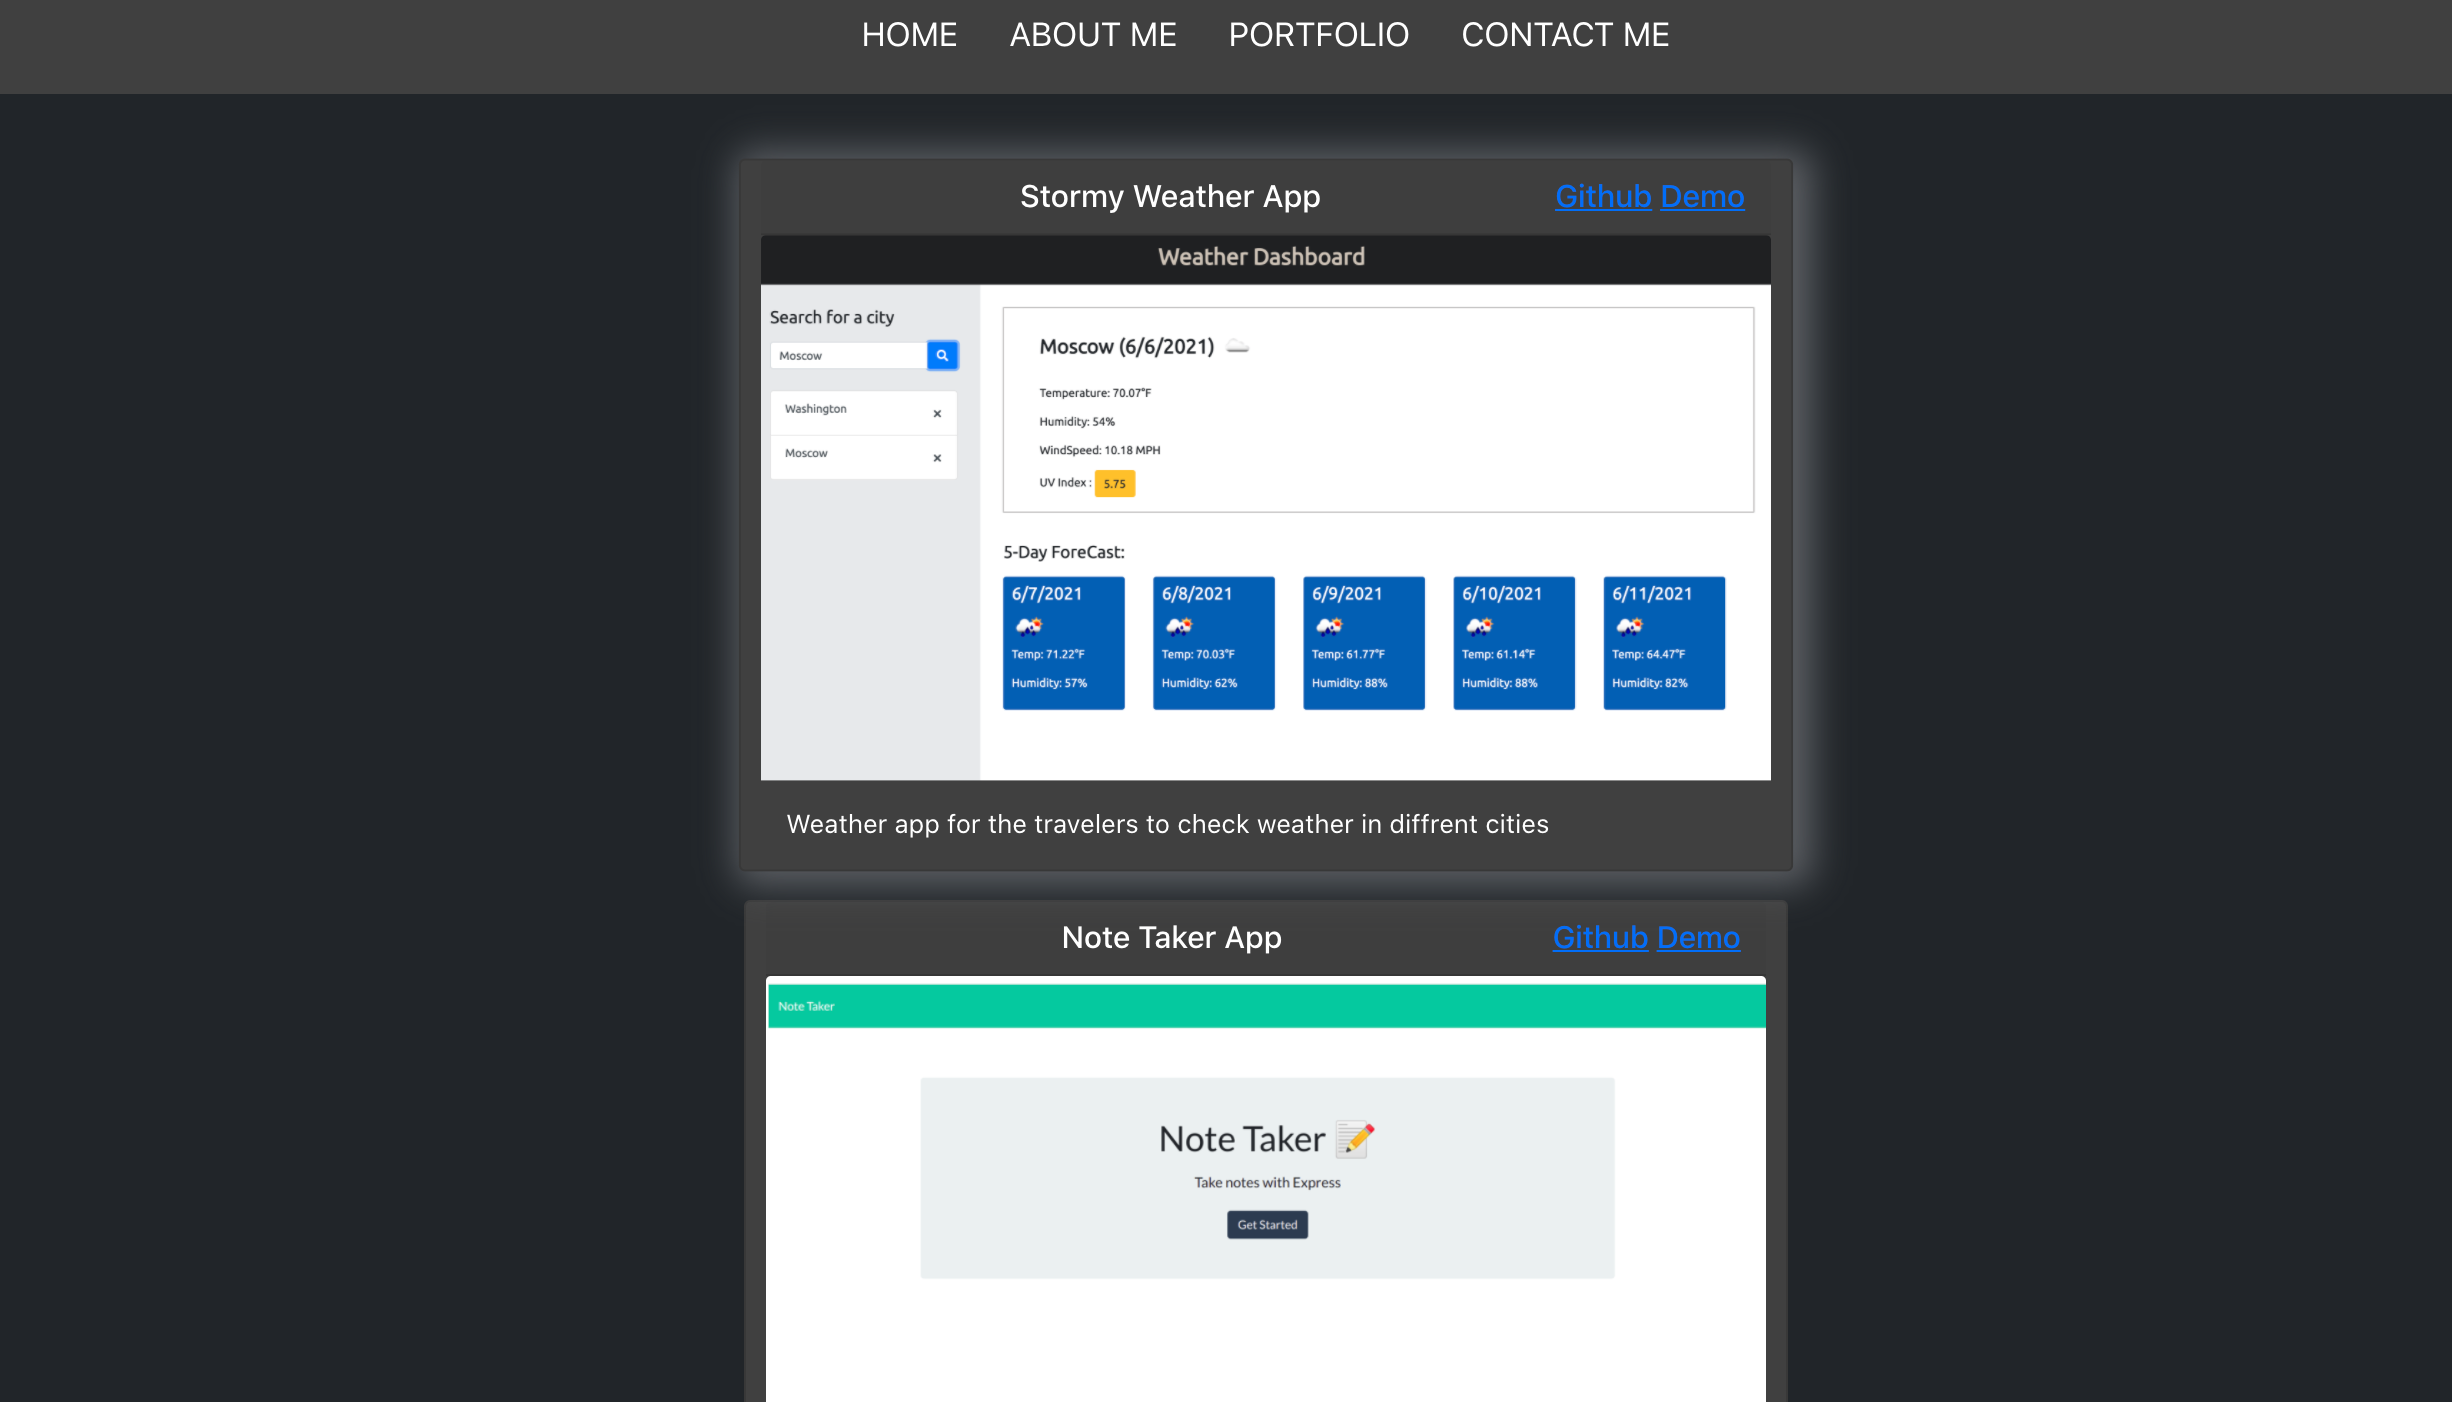 HOME ABOUT ME PORTFOLIO CONTACT ME
Stormy Weather App Github Demo
Weather Dashboard
Search for a city
Moscow
Washington ×
Moscow ×
Moscow (6/6/2021)
Temperature: 70.07°F
Humidity: 54%
WindSpeed: 10.18 MPH
UV Index : 5.75
5-Day ForeCast:
6/7/2021
Temp: 71.22°F
Humidity: 57%
6/8/2021
Temp: 70.03°F
Humidity: 62%
6/9/2021
Temp: 61.77°F
Humidity: 88%
6/10/2021
Temp: 61.14°F
Humidity: 88%
6/11/2021
Temp: 64.47°F
Humidity: 82%
Weather app for the travelers to check weather in diffrent cities
Note Taker App Github Demo
Note Taker
Note Taker 📝
Take notes with Express
Get Started